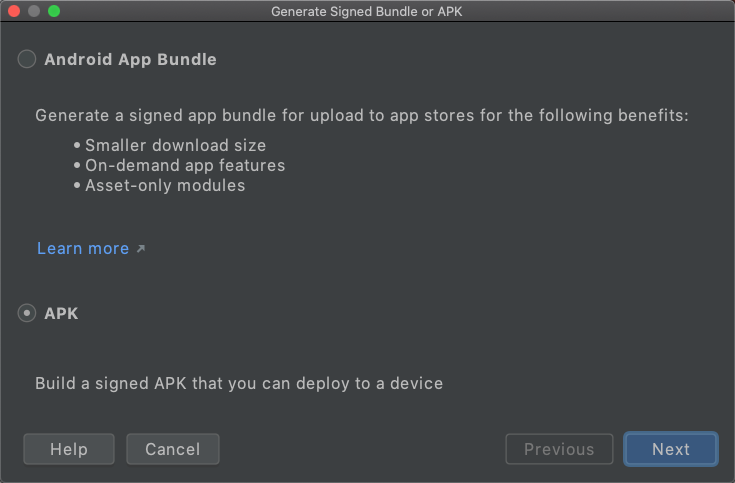 Generate Signed Bundle or APK
Android App Bundle
Generate a signed app bundle for upload to app stores for the following benefits:
• Smaller download size
• On-demand app features
• Asset-only modules
Learn more ↗
APK
Build a signed APK that you can deploy to a device
Help Cancel Previous Next